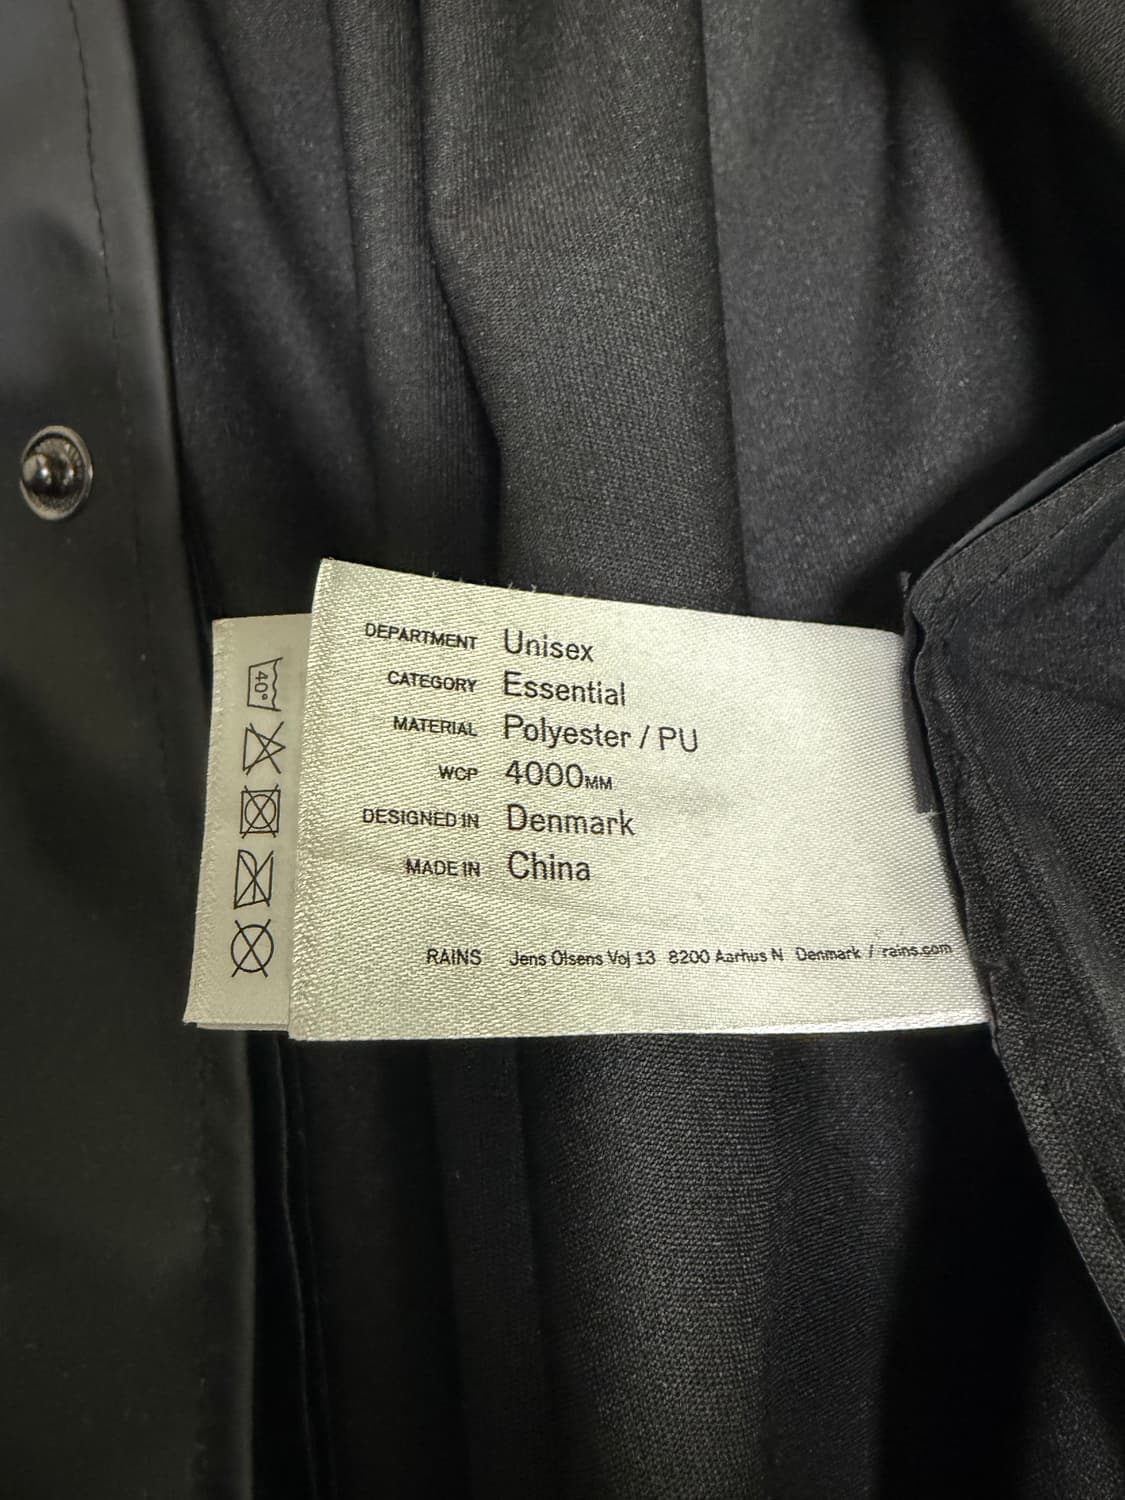 40°
DEPARTMENT Unisex
CATEGORY Essential
MATERIAL Polyester / PU
WCP 4000MM
DESIGNED IN Denmark
MADE IN China
RAINS Jens Olsens Vej 13 8200 Aarhus N Denmark / rains.com